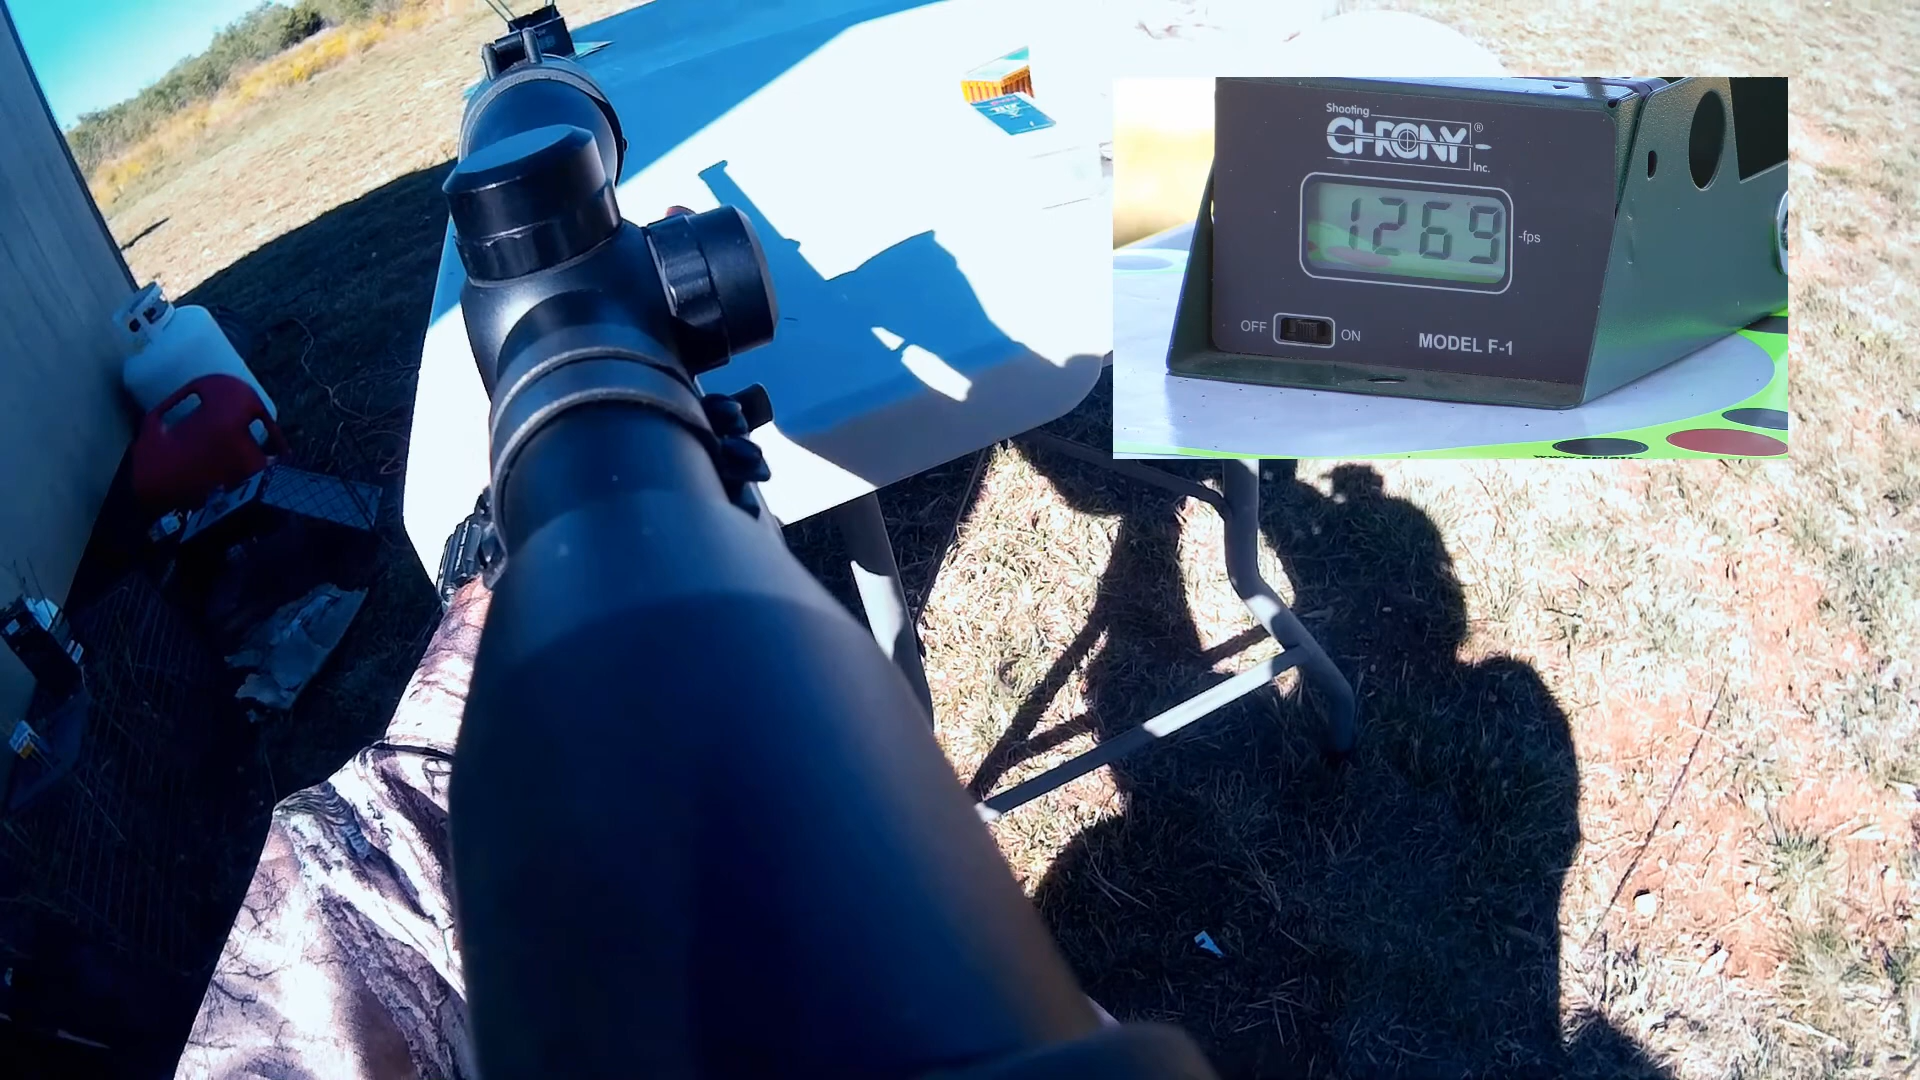 Shooting
CHRONY®
Inc.
1269 -fps
OFF ON
MODEL F-1